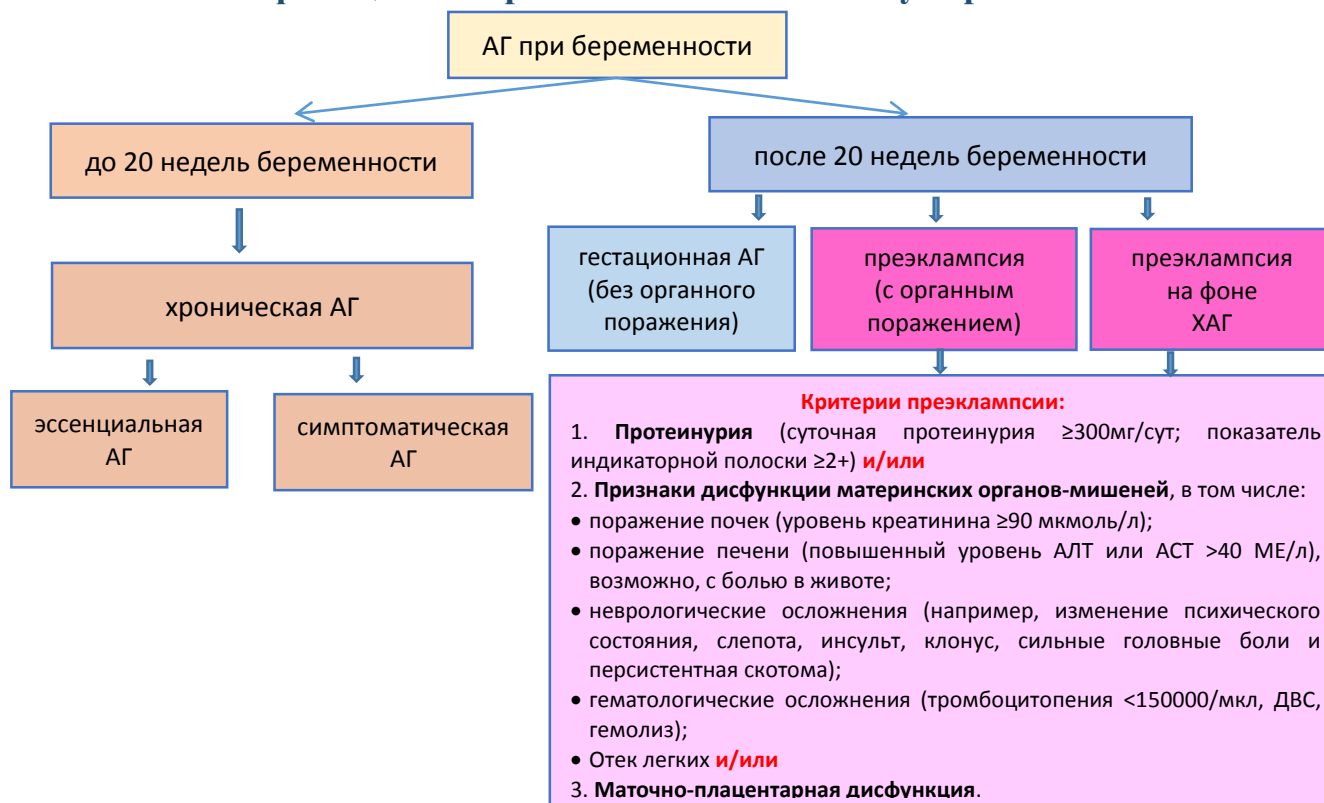 АГ при беременности
до 20 недель беременности
после 20 недель беременности
хроническая АГ
эссенциальная
АГ
симптоматическая
АГ
гестационная АГ
(без органного
поражения)
преэклампсия
(с органным
поражением)
преэклампсия
на фоне
ХАГ
Критерии преэклампсии:
1. Протеинурия (суточная протеинурия ≥300мг/сут; показатель
индикаторной полоски ≥2+) и/или
2. Признаки дисфункции материнских органов-мишеней, в том числе:
• поражение почек (уровень креатинина ≥90 мкмоль/л);
• поражение печени (повышенный уровень АЛТ или АСТ >40 МЕ/л),
возможно, с болью в животе;
• неврологические осложнения (например, изменение психического
состояния, слепота, инсульт, клонус, сильные головные боли и
персистентная скотома);
• гематологические осложнения (тромбоцитопения <150000/мкл, ДВС,
гемолиз);
• Отек легких и/или
3. Маточно-плацентарная дисфункция.